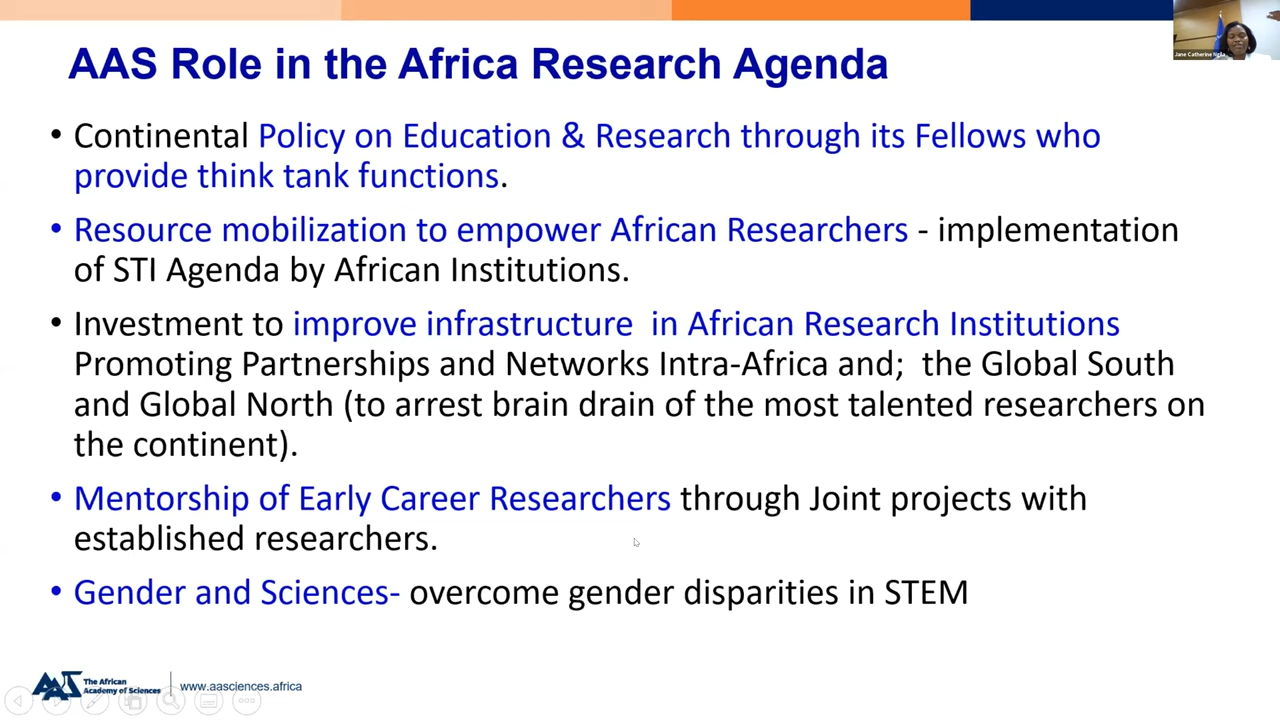 AAS Role in the Africa Research Agenda
Jane Catherine Ngila
• Continental Policy on Education & Research through its Fellows who
provide think tank functions.
• Resource mobilization to empower African Researchers - implementation
of STI Agenda by African Institutions.
• Investment to improve infrastructure in African Research Institutions
Promoting Partnerships and Networks Intra-Africa and; the Global South
and Global North (to arrest brain drain of the most talented researchers on
the continent).
• Mentorship of Early Career Researchers through Joint projects with
established researchers.
• Gender and Sciences- overcome gender disparities in STEM
AAS
The African
Academy of Sciences
www.aasciences.africa